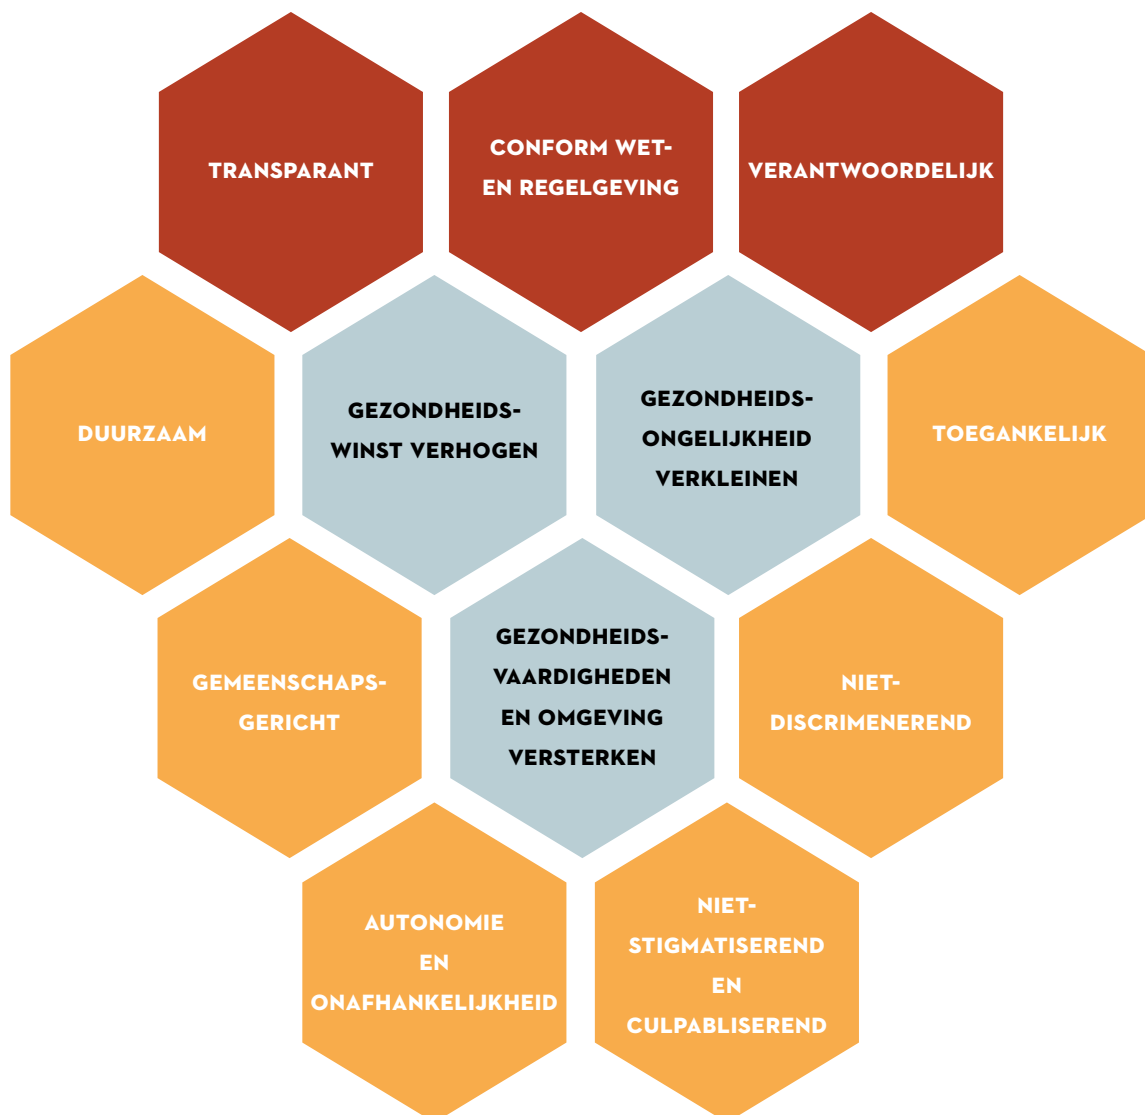 TRANSPARANT
CONFORM WET-
EN REGELGEVING
VERANTWOORDELIJK
DUURZAAM
GEZONDHEIDS-
WINST VERHOGEN
GEZONDHEIDS-
ONGELIJKHEID
VERKLEINEN
TOEGANKELIJK
GEMEENSCHAPS-
GERICHT
GEZONDHEIDS-
VAARDIGHEDEN
EN OMGEVING
VERSTERKEN
NIET-
DISCRIMENEREND
AUTONOMIE
EN
ONAFHANKELIJKHEID
NIET-
STIGMATISEREND
EN
CULPABLISEREND